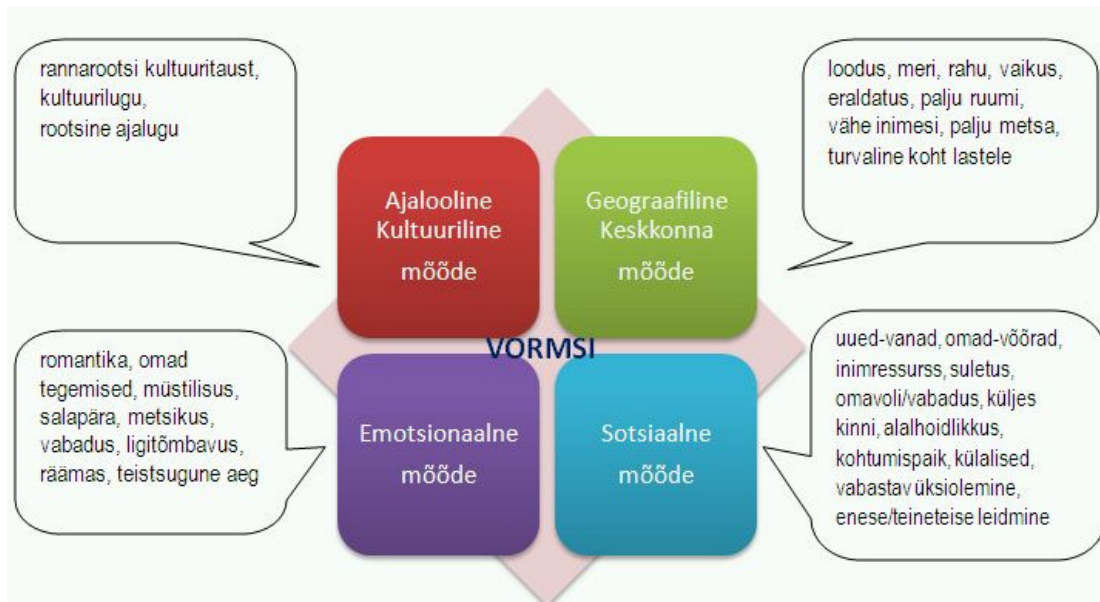 rannarootsi kultuuritaust,
kultuurilugu,
rootsine ajalugu
loodus, meri, rahu, vaikus,
eraldatus, palju ruumi,
vähe inimesi, palju metsa,
turvaline koht lastele
Ajalooline
Kultuuriline
mõõde
Geograafiline
Keskkonna
mõõde
VORMSI
romantika, omad
tegemised, müstilisus,
salapära, metsikus,
vabadus, ligitõmbavus,
räämas, teistsugune aeg
Emotsionaalne
mõõde
Sotsiaalne
mõõde
uued-vanad, omad-võõrad,
inimressurss, suletus,
omavoli/vabadus, küljes
kinni, alalhoidlikkus,
kohtumispaik, külalised,
vabastav üksiolemine,
enese/teineteise leidmine